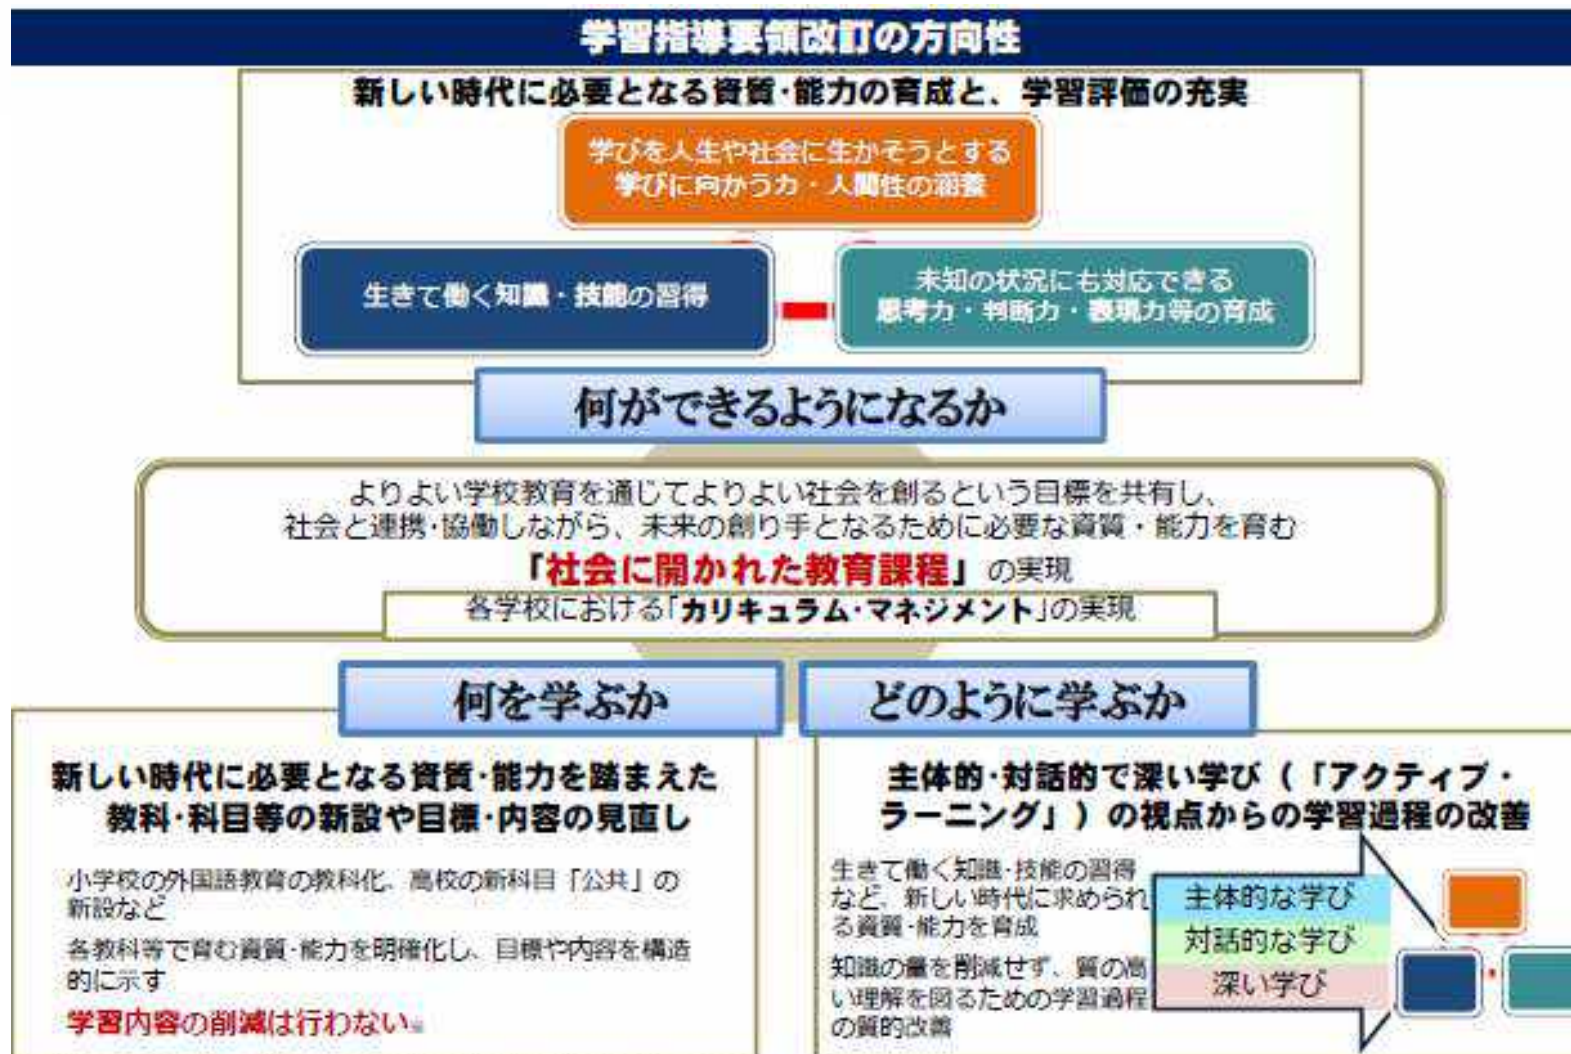 学習指導要領改訂の方向性
新しい時代に必要となる資質・能力の育成と、学習評価の充実
学びを人生や社会に生かそうとする
学びに向かう力・人間性の涵養
生きて働く知識・技能の習得
未知の状況にも対応できる
思考力・判断力・表現力等の育成
何ができるようになるか
よりよい学校教育を通じてよりよい社会を創るという目標を共有し、
社会と連携・協働しながら、未来の創り手となるために必要な資質・能力を育む
「社会に開かれた教育課程」の実現
各学校における「カリキュラム・マネジメント」の実現
何を学ぶか
新しい時代に必要となる資質・能力を踏まえた
教科・科目等の新設や目標・内容の見直し
小学校の外国語教育の教科化、高校の新科目「公共」の
新設など
各教科等で育む資質・能力を明確化し、目標や内容を構造
的に示す
学習内容の削減は行わない
どのように学ぶか
主体的・対話的で深い学び（「アクティブ・
ラーニング」）の視点からの学習過程の改善
生きて働く知識・技能の習得
など、新しい時代に求められ
る資質・能力を育成
知識の量を削減せず、質の高
い理解を図るための学習過程
の質的改善
主体的な学び
対話的な学び
深い学び